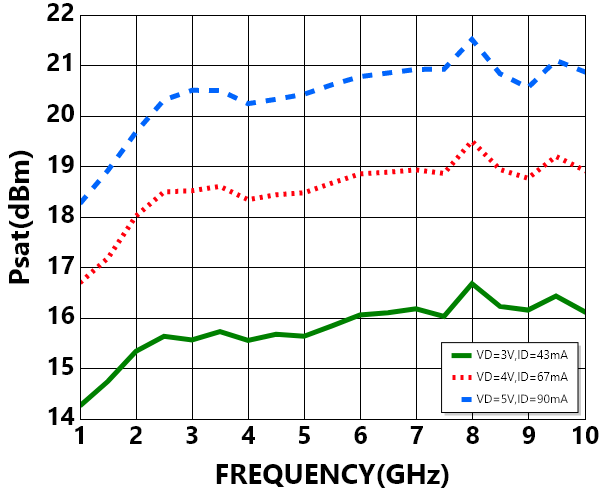 22
21
20
19
18
17
16
15
14
Psat(dBm)
VD=3V,ID=43mA
VD=4V,ID=67mA
VD=5V,ID=90mA
1 2 3 4 5 6 7 8 9 10
FREQUENCY(GHz)